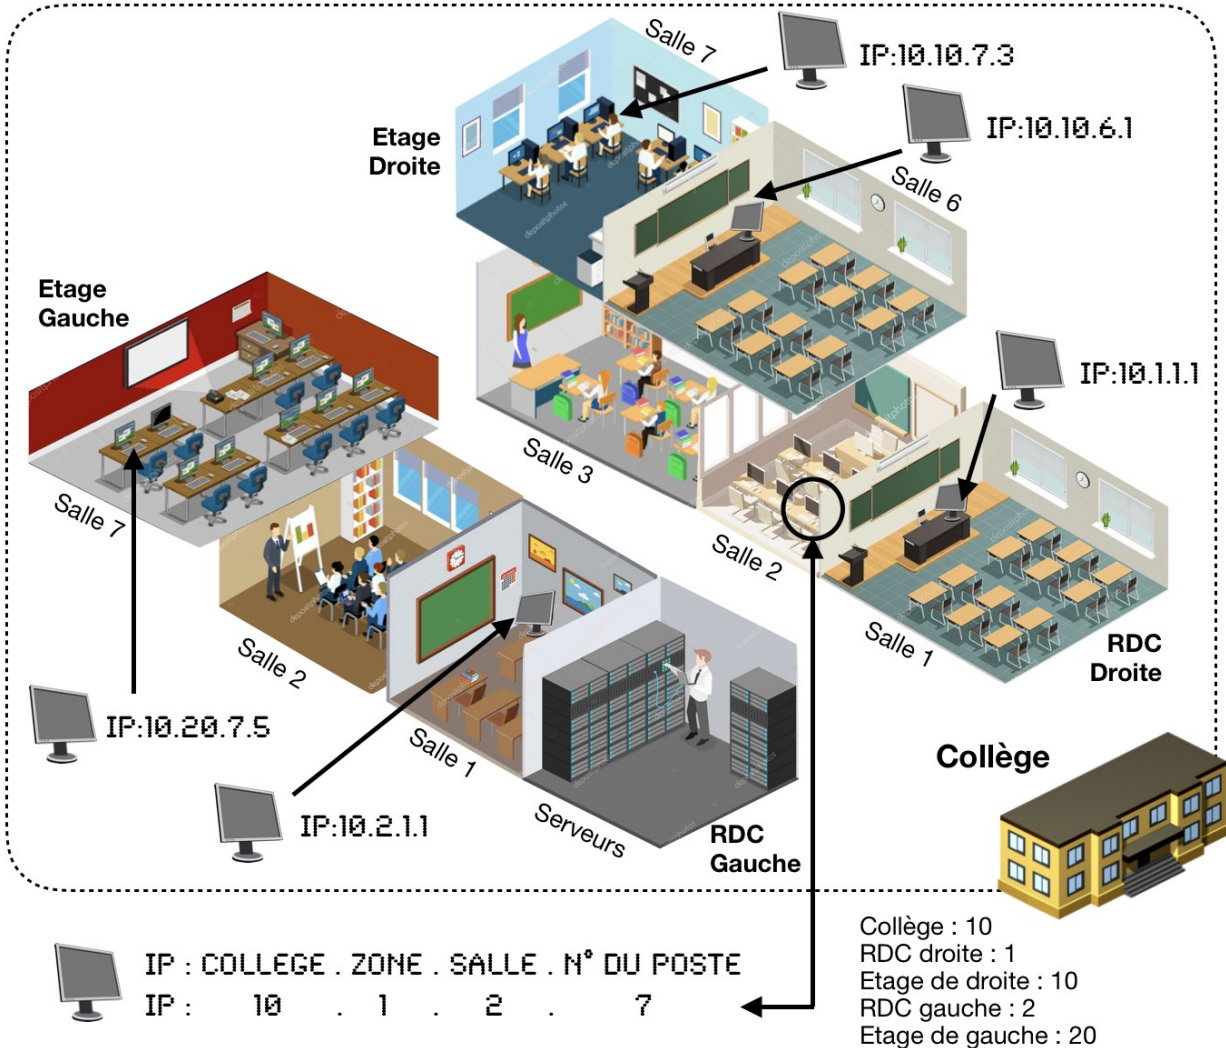 Salle 7
IP:10.10.7.3
Etage
Droite
IP:10.10.6.1
Salle 6
Etage
Gauche
IP:10.1.1.1
Salle 3
Salle 7
Salle 2
Salle 1
RDC
Droite
Salle 2
IP:10.20.7.5
Salle 1
Collège
IP:10.2.1.1
Serveurs
RDC
Gauche
IP : COLLEGE . ZONE . SALLE . N° DU POSTE
IP : 10 . 1 . 2 . 7
Collège : 10
RDC droite : 1
Etage de droite : 10
RDC gauche : 2
Etage de gauche : 20
depositphotos
depositphotos
depositphotos